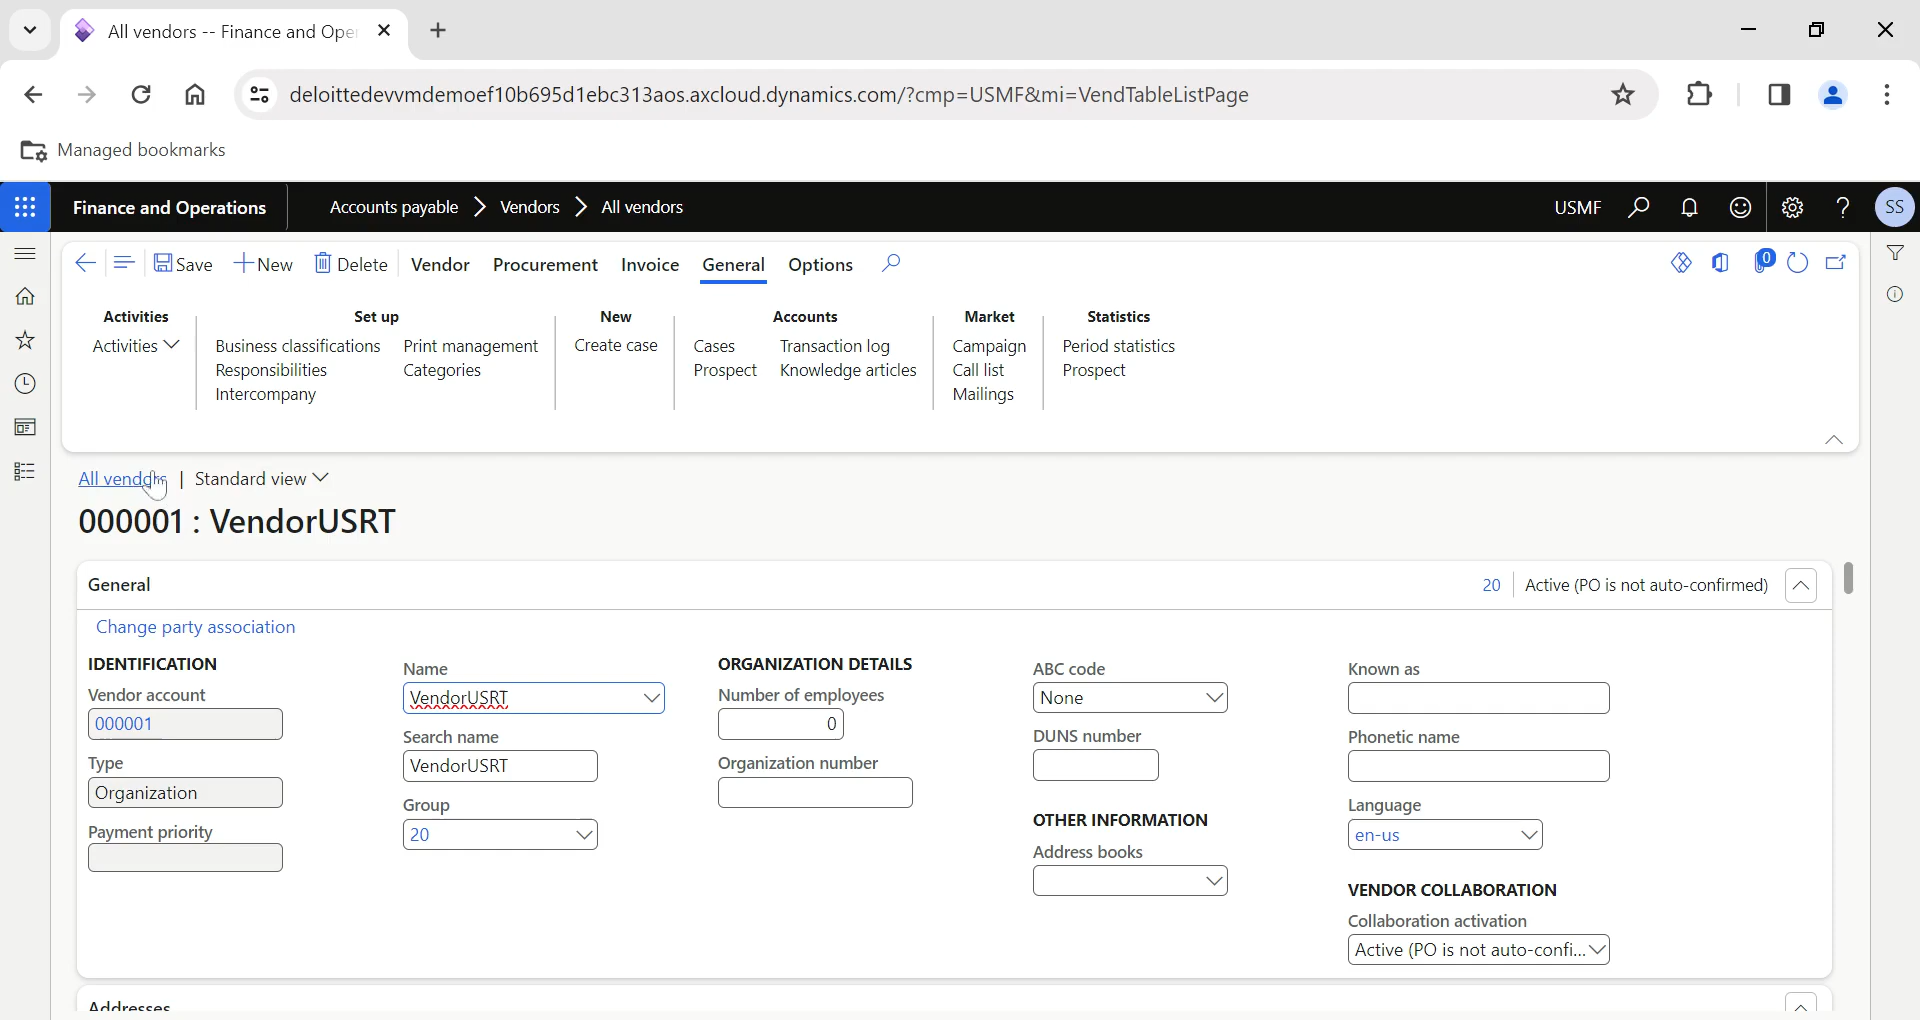 All vendors -- Finance and Ope
deloittedevvmdemoef10b695d1ebc313aos.axcloud.dynamics.com/?cmp=USMF&mi=VendTableListPage
Managed bookmarks
Finance and Operations
Accounts payable > Vendors > All vendors
USMF
SS
Save
New
Delete
Vendor
Procurement
Invoice
General
Options
0
Activities
Activities
Set up
Business classifications
Responsibilities
Intercompany
Print management
Categories
New
Create case
Accounts
Cases
Prospect
Transaction log
Knowledge articles
Market
Campaign
Call list
Mailings
Statistics
Period statistics
Prospect
All vendors | Standard view
000001 : VendorUSRT
General
20 | Active (PO is not auto-confirmed)
Change party association
IDENTIFICATION
Vendor account
000001
Type
Organization
Payment priority
Name
VendorUSRT
Search name
VendorUSRT
Group
20
ORGANIZATION DETAILS
Number of employees
0
Organization number
ABC code
None
DUNS number
OTHER INFORMATION
Address books
Known as
Phonetic name
Language
en-us
VENDOR COLLABORATION
Collaboration activation
Active (PO is not auto-confi...
Addresses